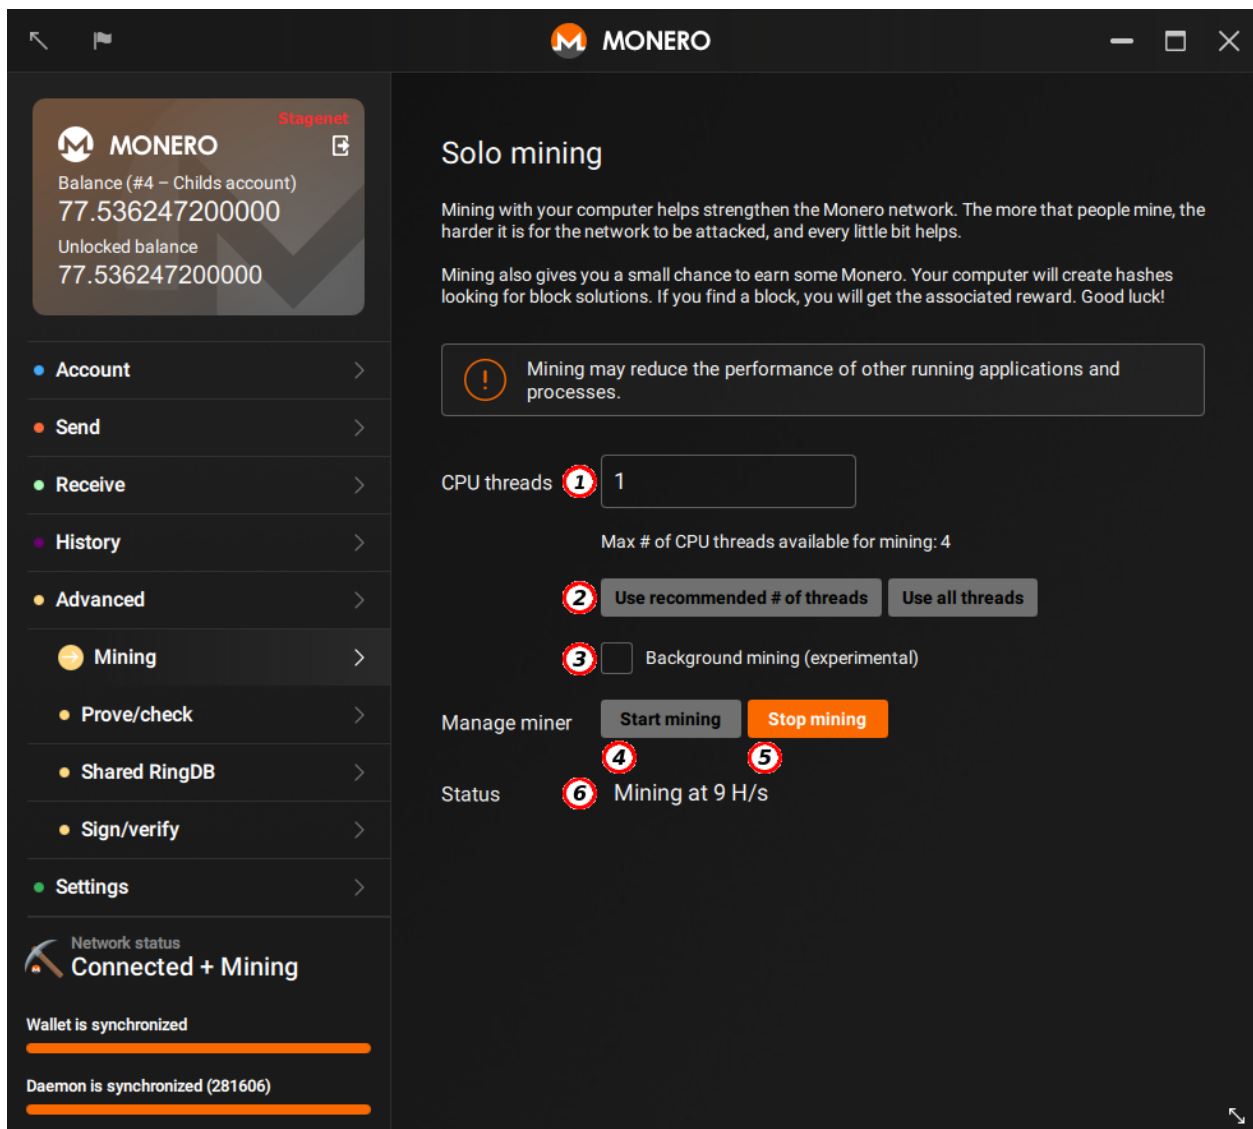 MONERO
Stagenet
MONERO
Balance (#4 – Childs account)
77.536247200000
Unlocked balance
77.536247200000
Account
Send
Receive
History
Advanced
Mining
Prove/check
Shared RingDB
Sign/verify
Settings
Network status
Connected + Mining
Wallet is synchronized
Daemon is synchronized (281606)
Solo mining
Mining with your computer helps strengthen the Monero network. The more that people mine, the
harder it is for the network to be attacked, and every little bit helps.
Mining also gives you a small chance to earn some Monero. Your computer will create hashes
looking for block solutions. If you find a block, you will get the associated reward. Good luck!
! Mining may reduce the performance of other running applications and
processes.
CPU threads 1 1
Max # of CPU threads available for mining: 4
2 Use recommended # of threads Use all threads
3 Background mining (experimental)
Manage miner Start mining Stop mining
4 5
Status 6 Mining at 9 H/s